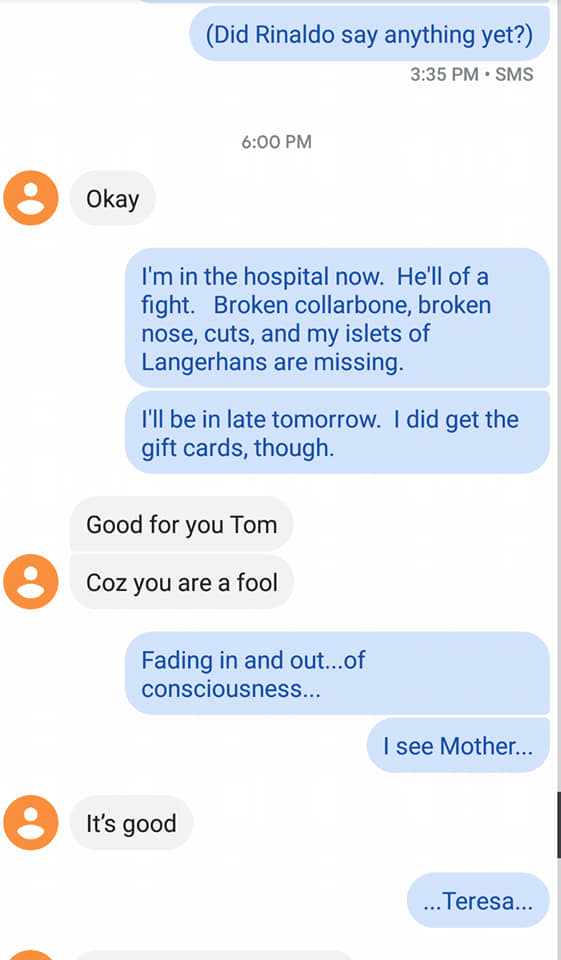 (Did Rinaldo say anything yet?)
3:35 PM • SMS
6:00 PM
Okay
I'm in the hospital now.  He'll of a
fight.   Broken collarbone, broken
nose, cuts, and my islets of
Langerhans are missing.
I'll be in late tomorrow.  I did get the
gift cards, though.
Good for you Tom
Coz you are a fool
Fading in and out...of
consciousness...
I see Mother...
It’s good
...Teresa...